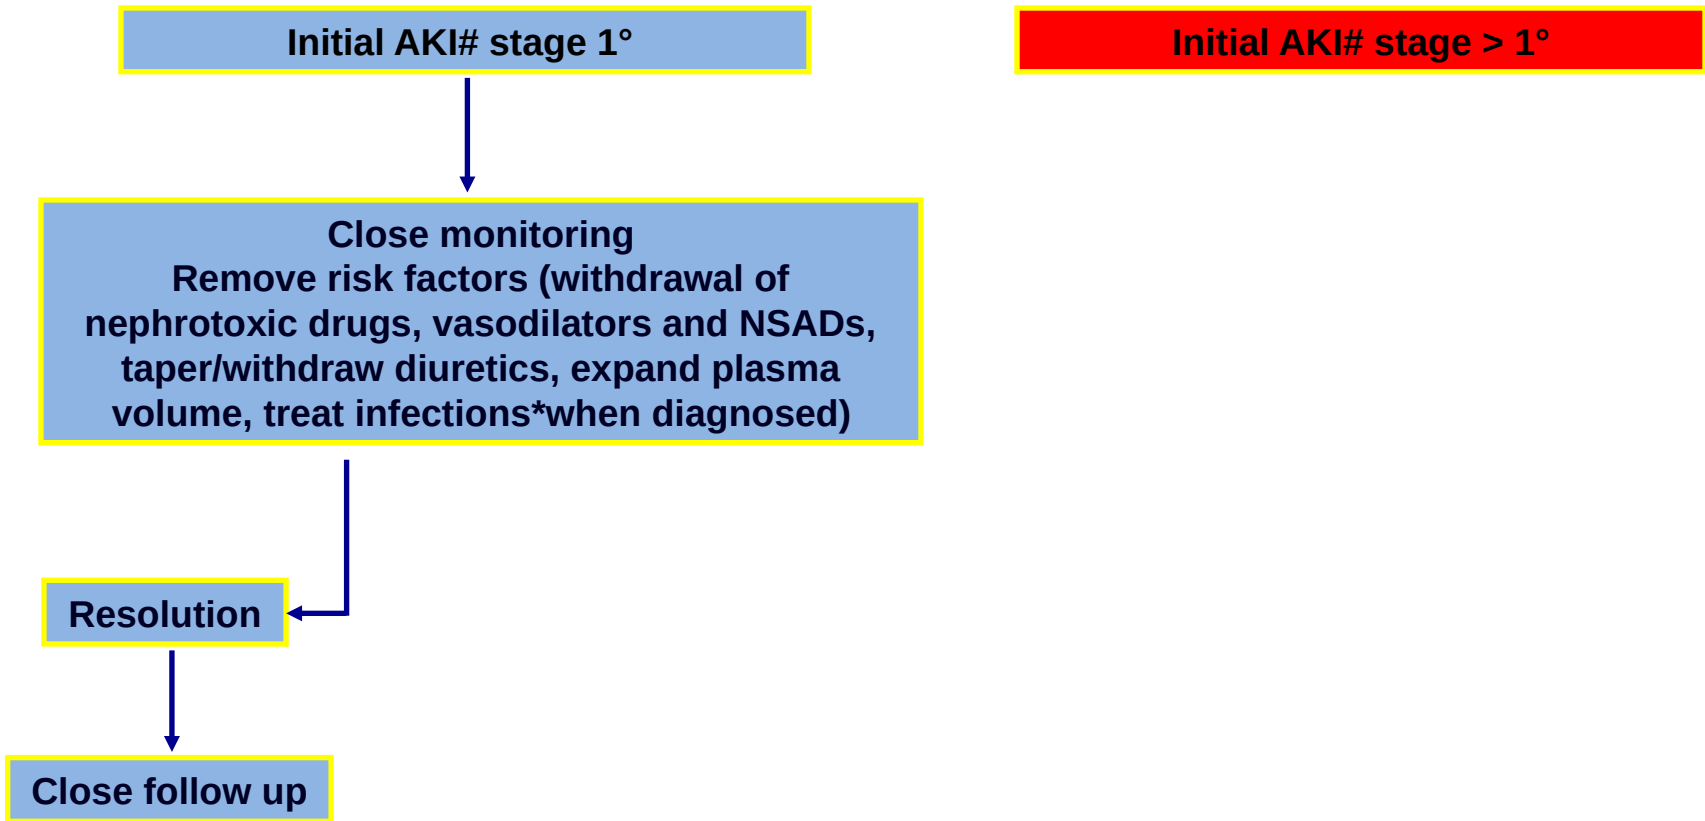 Initial AKI# stage 1°
Initial AKI# stage > 1°
Close monitoring
Remove risk factors (withdrawal of
nephrotoxic drugs, vasodilators and NSADs,
taper/withdraw diuretics, expand plasma
volume, treat infections*when diagnosed)
Resolution
Close follow up